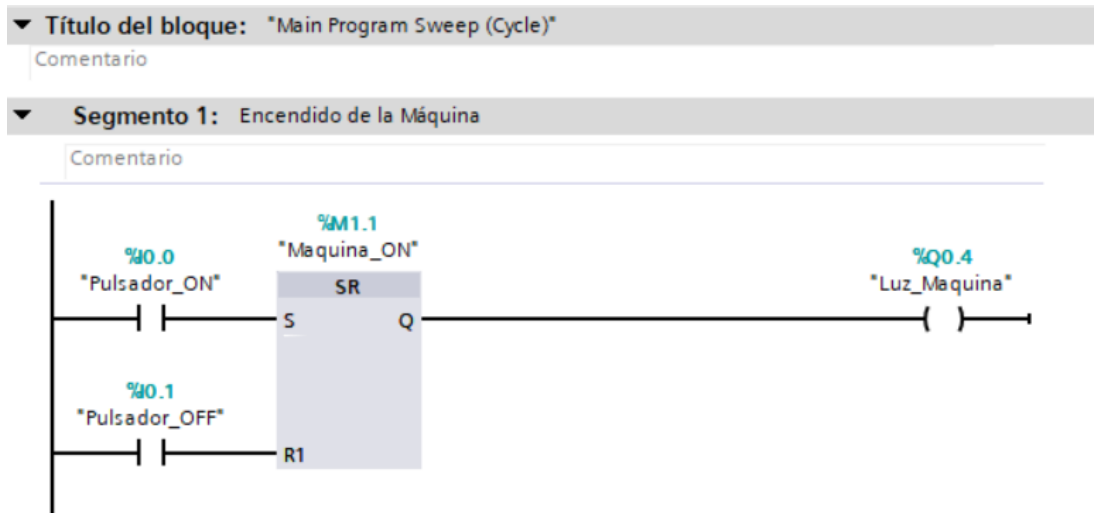 Título del bloque: "Main Program Sweep (Cycle)"
Comentario
Segmento 1: Encendido de la Máquina
Comentario
%M1.1
"Maquina_ON"
%I0.0
"Pulsador_ON"
SR
S
Q
%Q0.4
"Luz_Maquina"
%I0.1
"Pulsador_OFF"
R1